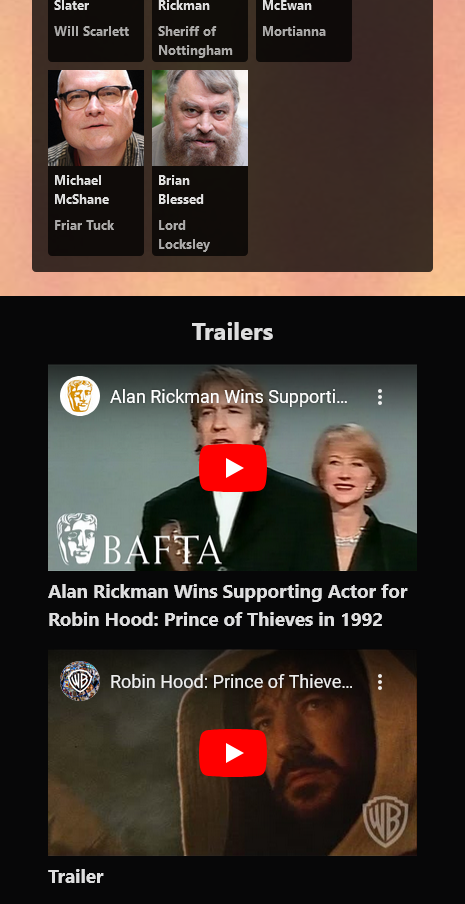 Slater
Rickman
McEwan
Will Scarlett
Sheriff of
Nottingham
Mortianna
Michael
McShane
Brian
Blessed
Friar Tuck
Lord
Locksley
Trailers
Alan Rickman Wins Supporti...
BAFTA
Alan Rickman Wins Supporting Actor for
Robin Hood: Prince of Thieves in 1992
WB
Robin Hood: Prince of Thieve...
WB
Trailer